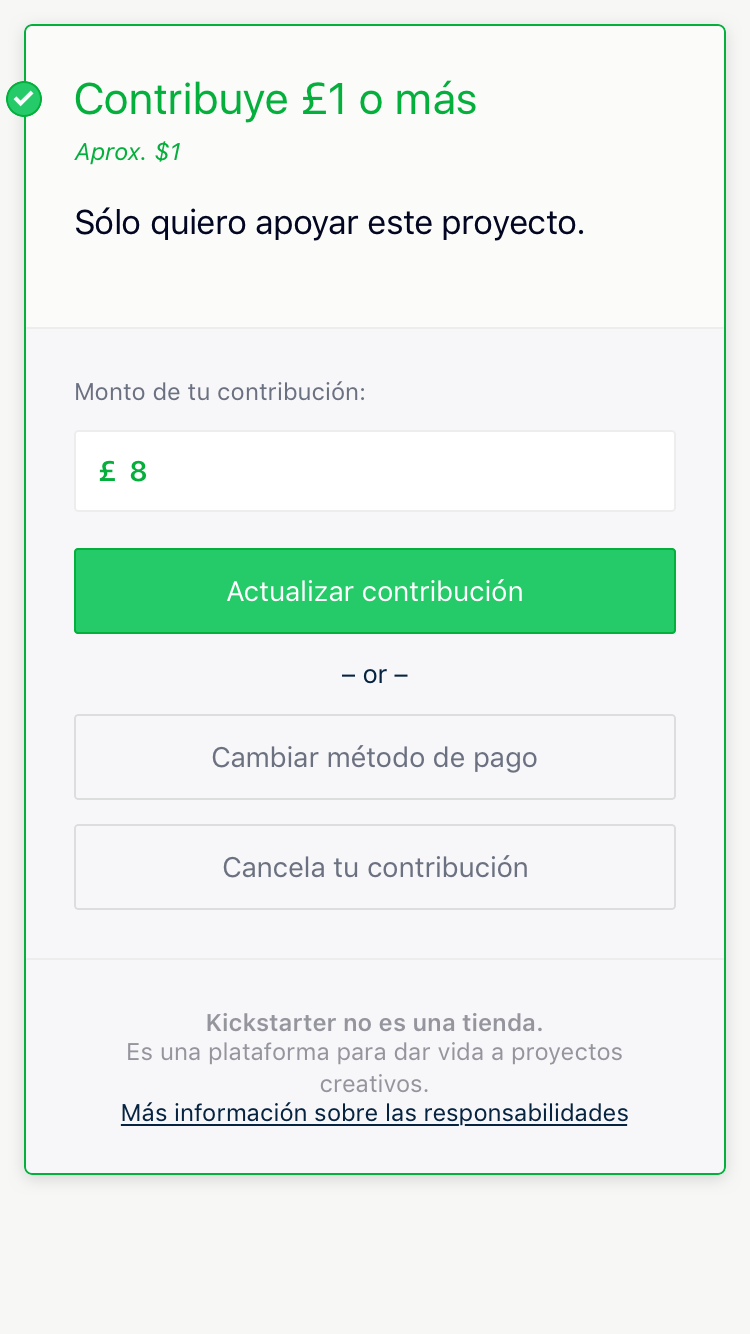 Contribuye £1 o más
Aprox. $1
Sólo quiero apoyar este proyecto.
Monto de tu contribución:
£ 8
Actualizar contribución
– or –
Cambiar método de pago
Cancela tu contribución
Kickstarter no es una tienda.
Es una plataforma para dar vida a proyectos
creativos.
Más información sobre las responsabilidades